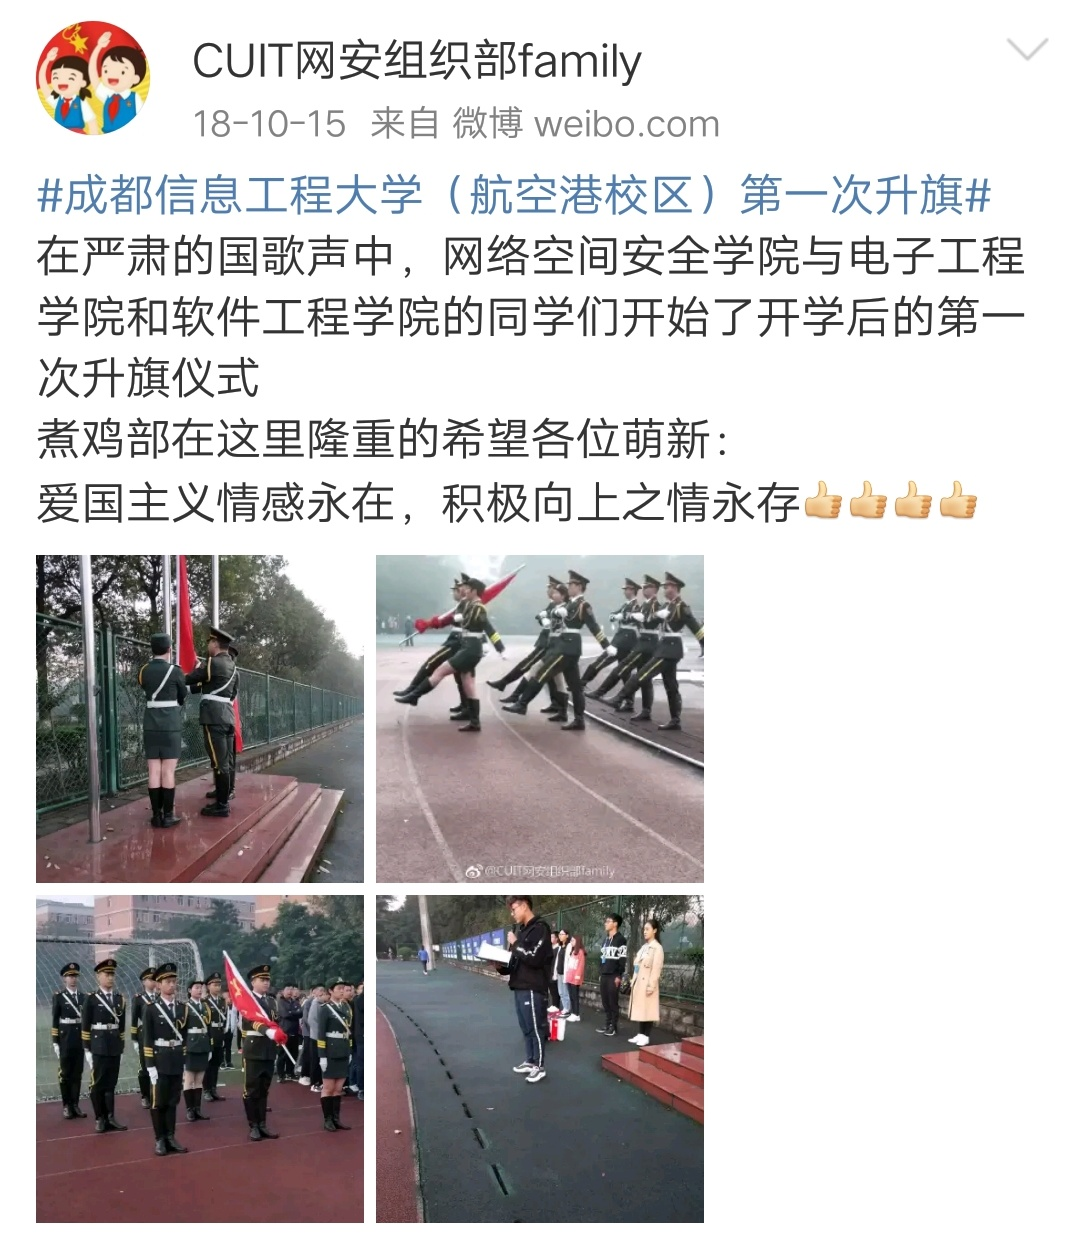 CUIT网安组织部family
18-10-15 来自 微博 weibo.com
#成都信息工程大学（航空港校区）第一次升旗#
在严肃的国歌声中，网络空间安全学院与电子工程
学院和软件工程学院的同学们开始了开学后的第一
次升旗仪式
煮鸡部在这里隆重的希望各位萌新：
爱国主义情感永在，积极向上之情永存👍👍👍👍
@CUIT网安组织部family